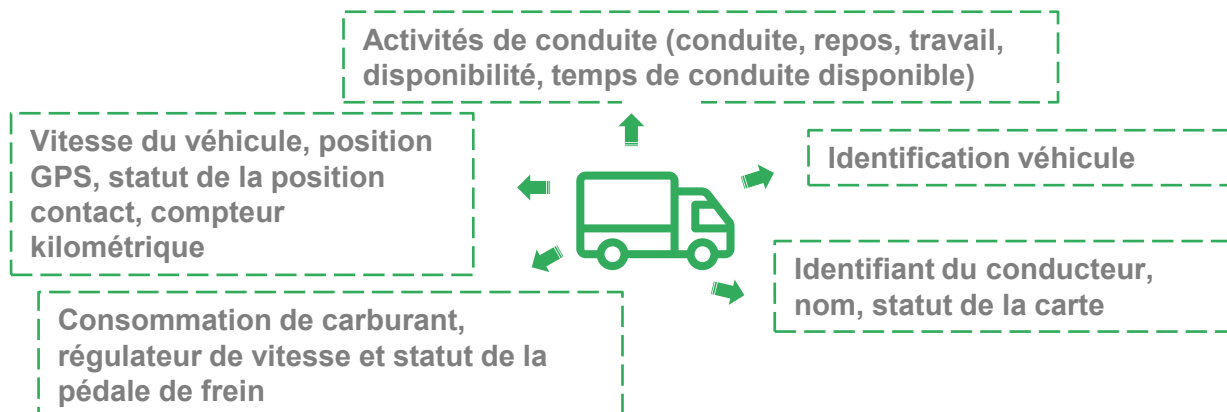 Activités de conduite (conduite, repos, travail,
disponibilité, temps de conduite disponible)
Vitesse du véhicule, position
GPS, statut de la position
contact, compteur
kilométrique
Identification véhicule
Identifiant du conducteur,
nom, statut de la carte
Consommation de carburant,
régulateur de vitesse et statut de la
pédale de frein